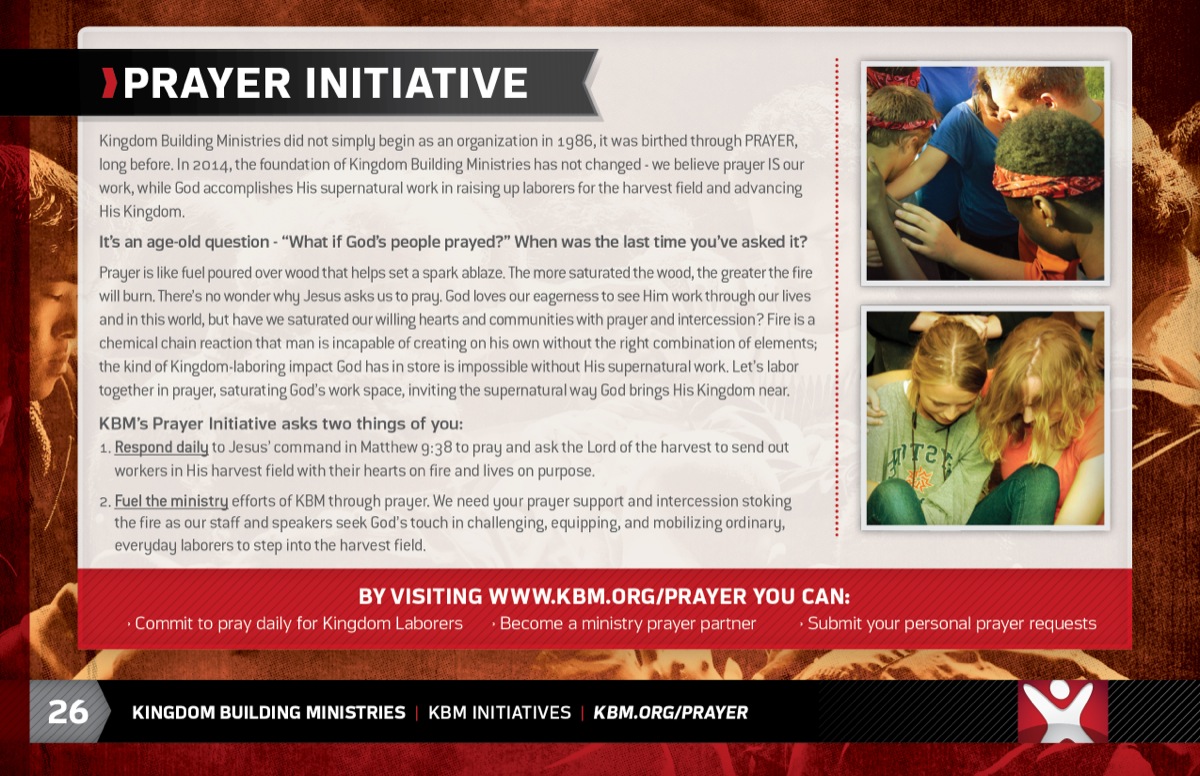 PRAYER INITIATIVE
Kingdom Building Ministries did not simply begin as an organization in 1986, it was birthed through PRAYER,
long before. In 2014, the foundation of Kingdom Building Ministries has not changed - we believe prayer IS our
work, while God accomplishes His supernatural work in raising up laborers for the harvest field and advancing
His Kingdom.
It's an age-old question - “What if God's people prayed?” When was the last time you've asked it?
Prayer is like fuel poured over wood that helps set a spark ablaze. The more saturated the wood, the greater the fire
will burn. There's no wonder why Jesus asks us to pray. God loves our eagerness to see Him work through our lives
and in this world, but have we saturated our willing hearts and communities with prayer and intercession? Fire is a
chemical chain reaction that man is incapable of creating on his own without the right combination of elements;
the kind of Kingdom-laboring impact God has in store is impossible without His supernatural work. Let's labor
together in prayer, saturating God's work space, inviting the supernatural way God brings His Kingdom near.
KBM's Prayer Initiative asks two things of you:
1. Respond daily to Jesus' command in Matthew 9:38 to pray and ask the Lord of the harvest to send out
workers in His harvest field with their hearts on fire and lives on purpose.
2. Fuel the ministry efforts of KBM through prayer. We need your prayer support and intercession stoking
the fire as our staff and speakers seek God's touch in challenging, equipping, and mobilizing ordinary,
everyday laborers to step into the harvest field.
BY VISITING WWW.KBM.ORG/PRAYER YOU CAN:
· Commit to pray daily for Kingdom Laborers · Become a ministry prayer partner · Submit your personal prayer requests
26 KINGDOM BUILDING MINISTRIES | KBM INITIATIVES | KBM.ORG/PRAYER